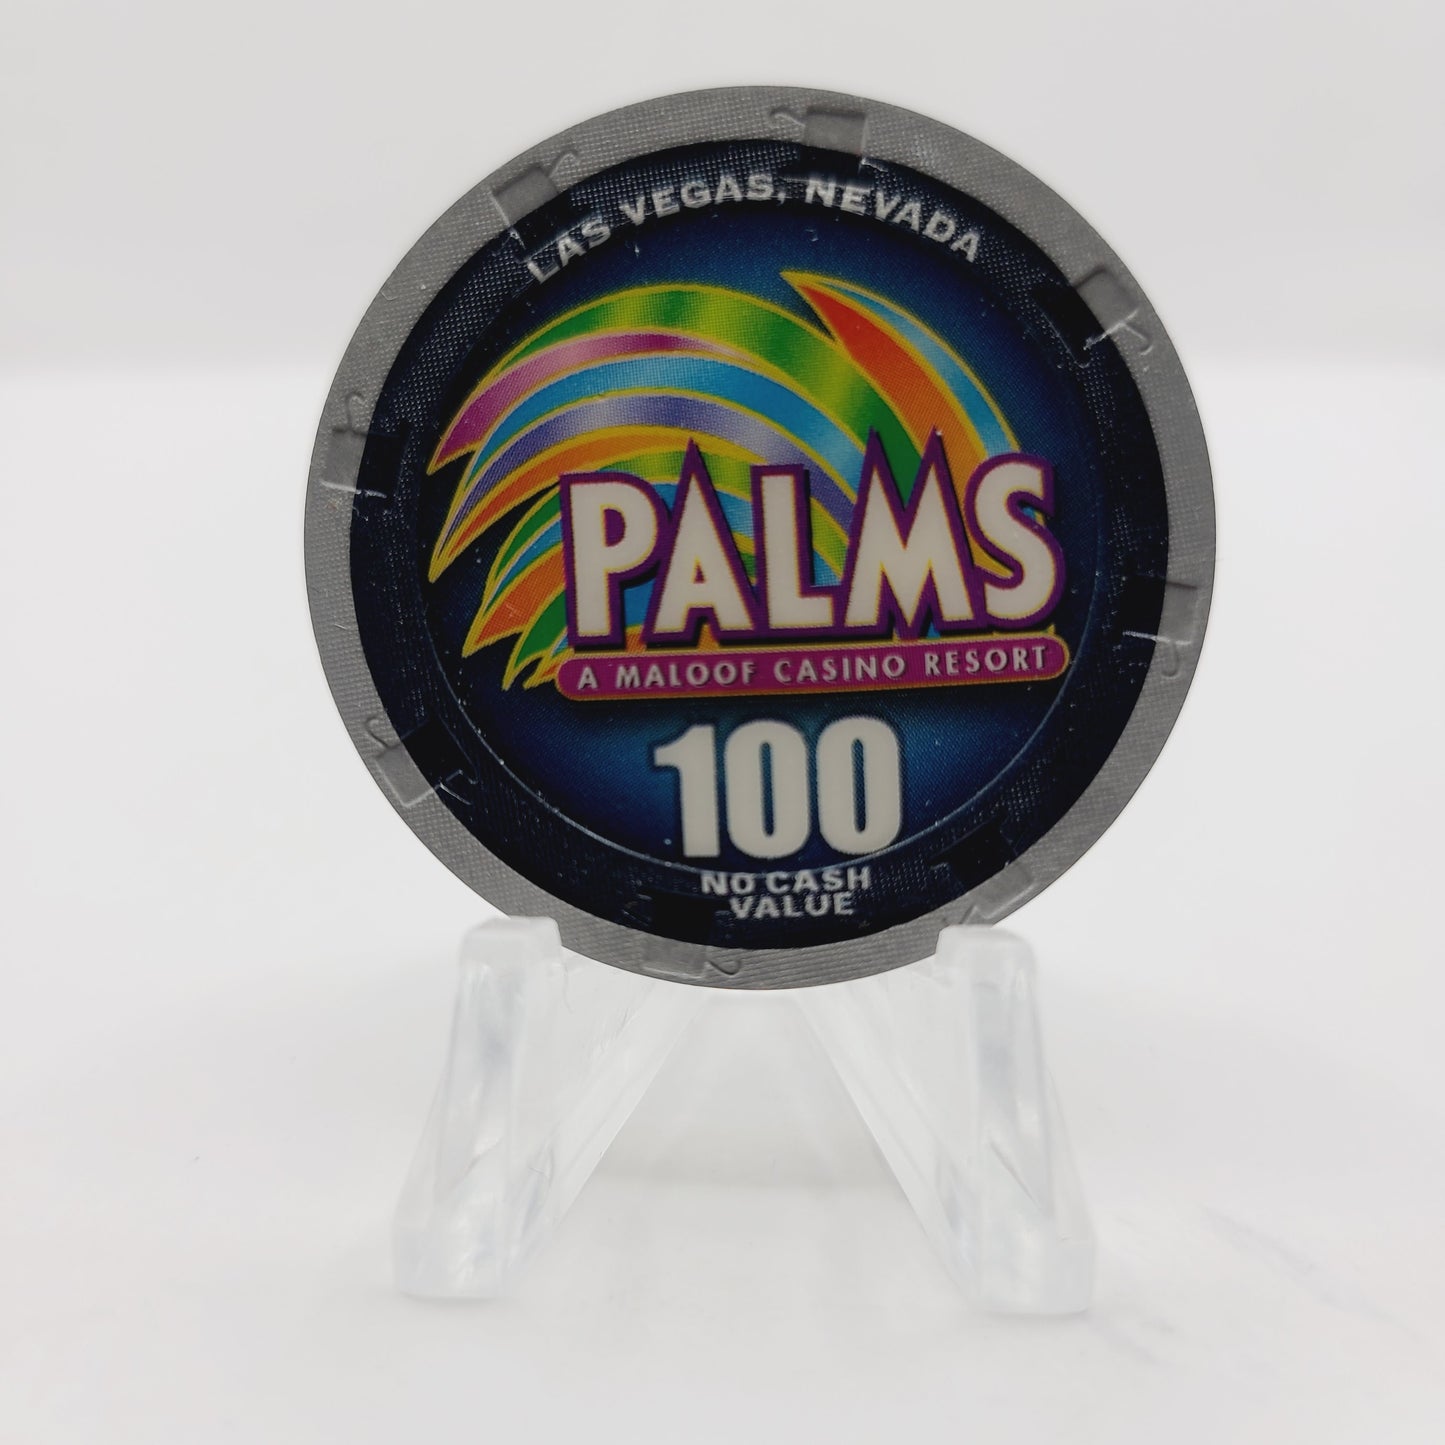 LAS VEGAS, NEVADA
PALMS
A MALOOF CASINO RESORT
100
NO CASH
VALUE